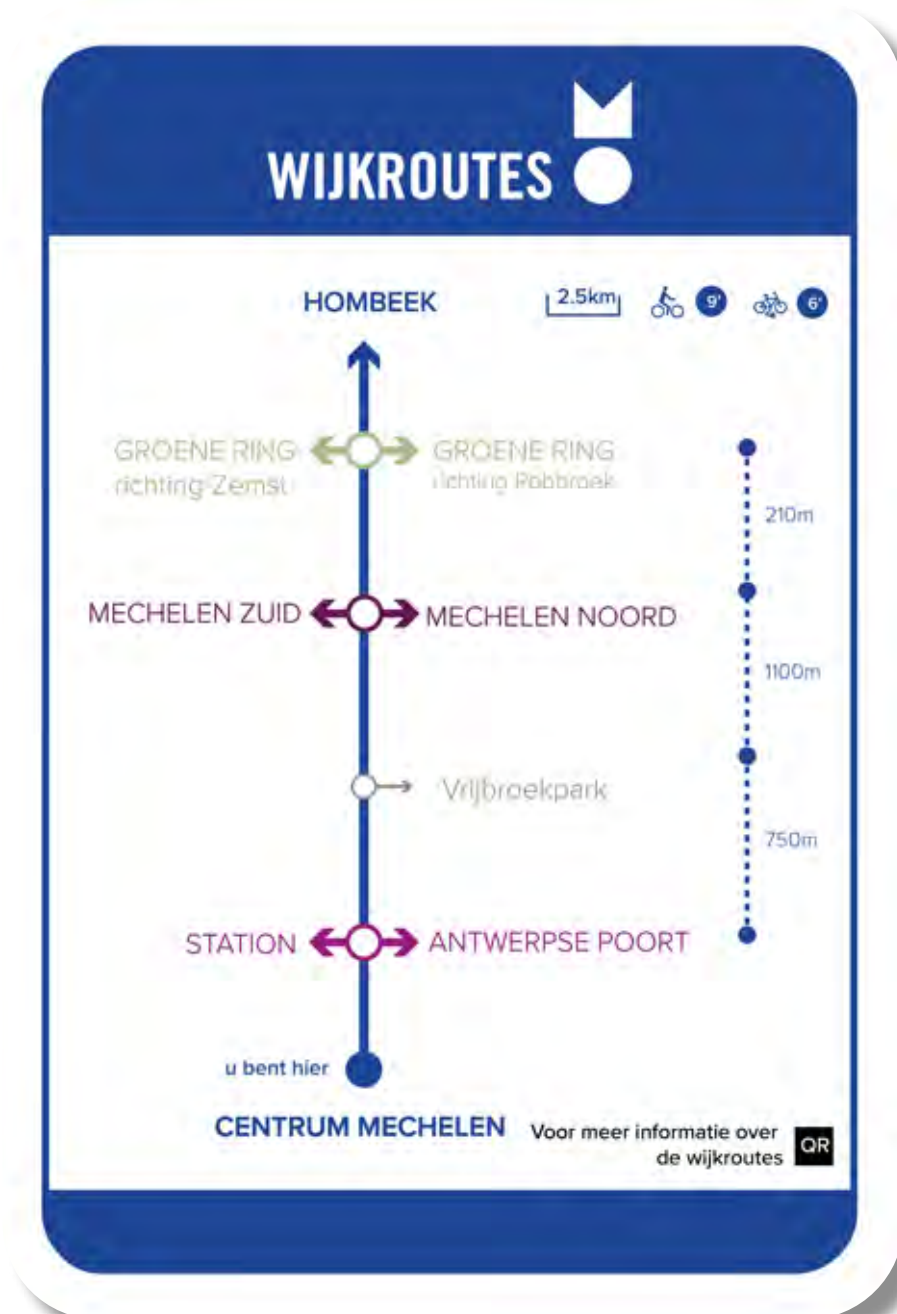 WIJKROUTES
HOMBEEK
2.5km
9'
6'
GROENE RING
richting Zemst
GROENE RING
richting Robbroek
210m
MECHELEN ZUID
MECHELEN NOORD
1100m
Vrijbroekpark
750m
STATION
ANTWERPSE POORT
u bent hier
CENTRUM MECHELEN
Voor meer informatie over
de wijkroutes
QR